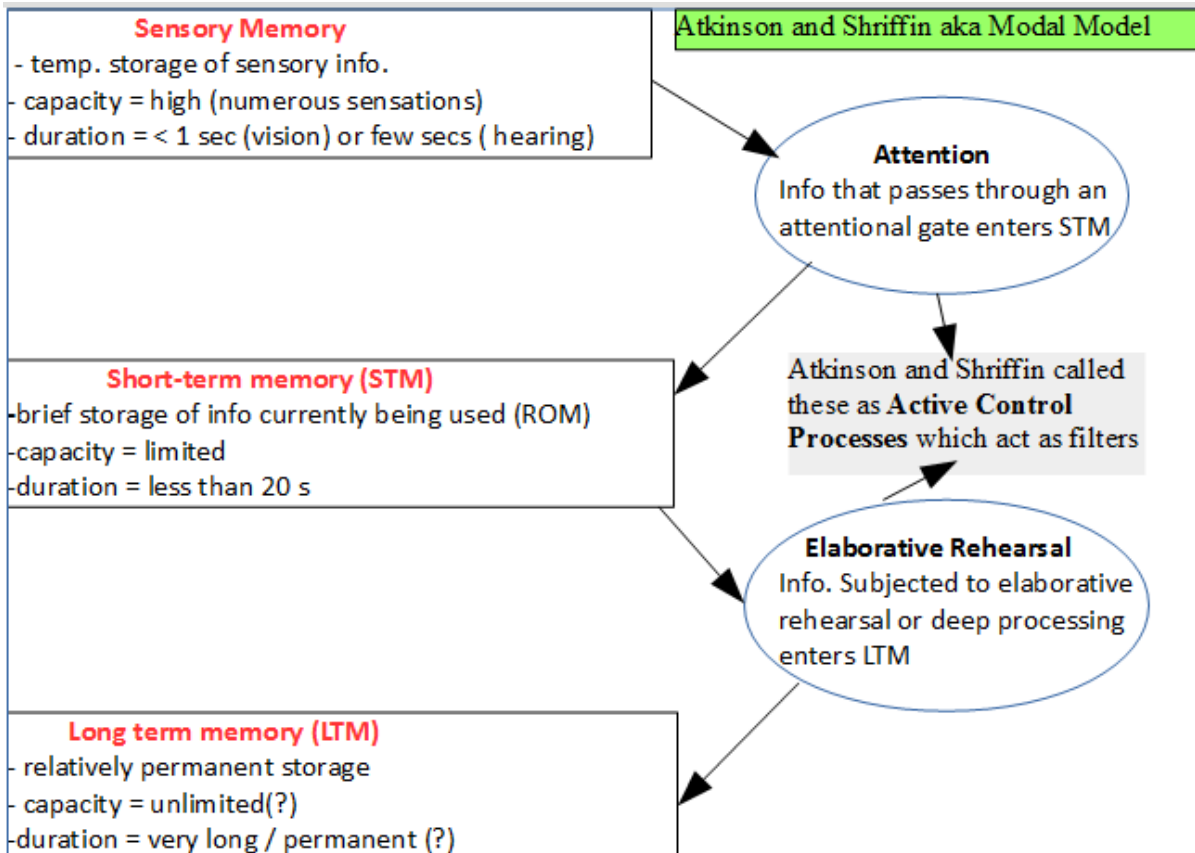 Sensory Memory
- temp. storage of sensory info.
- capacity = high (numerous sensations)
- duration = < 1 sec (vision) or few secs ( hearing)
Atkinson and Shriffin aka Modal Model
Attention
Info that passes through an
attentional gate enters STM
Short-term memory (STM)
-brief storage of info currently being used (ROM)
-capacity = limited
-duration = less than 20 s
Atkinson and Shriffin called
these as Active Control
Processes which act as filters
Elaborative Rehearsal
Info. Subjected to elaborative
rehearsal or deep processing
enters LTM
Long term memory (LTM)
- relatively permanent storage
- capacity = unlimited(?)
-duration = very long / permanent (?)